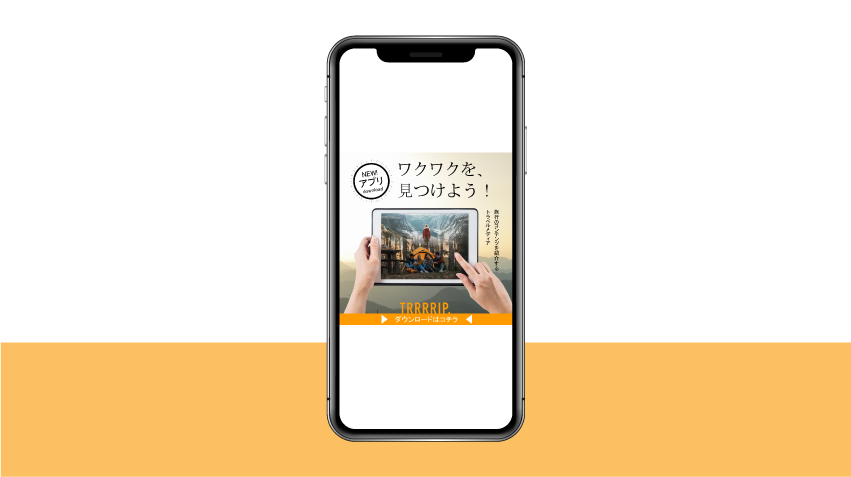 NEW!
アプリ
download
ワクワクを、
見つけよう！
旅行のコンテンツを紹介する
トラベルメディア
TRRRRIP.
ダウンロードはコチラ